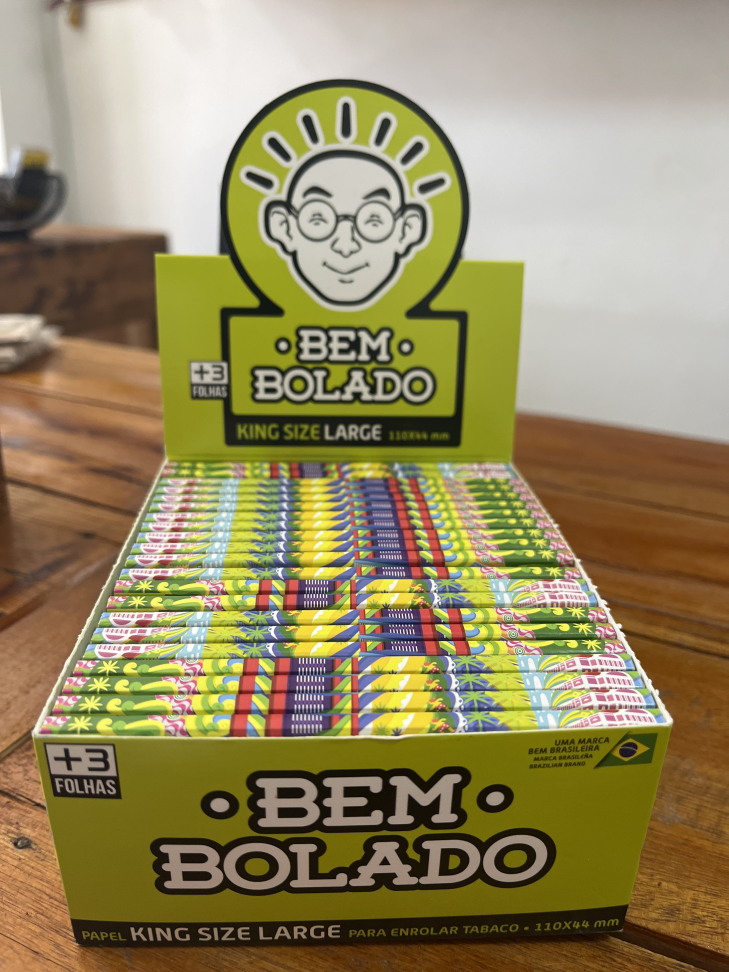 • BEM •
BOLADO
+3
FOLHAS
KING SIZE LARGE 110X44 mm
+3
FOLHAS
UMA MARCA
BEM BRASILEIRA
MARCA BRASILEÑA
BRAZILIAN BRAND
• BEM •
BOLADO
PAPEL KING SIZE LARGE PARA ENROLAR TABACO • 110X44 mm